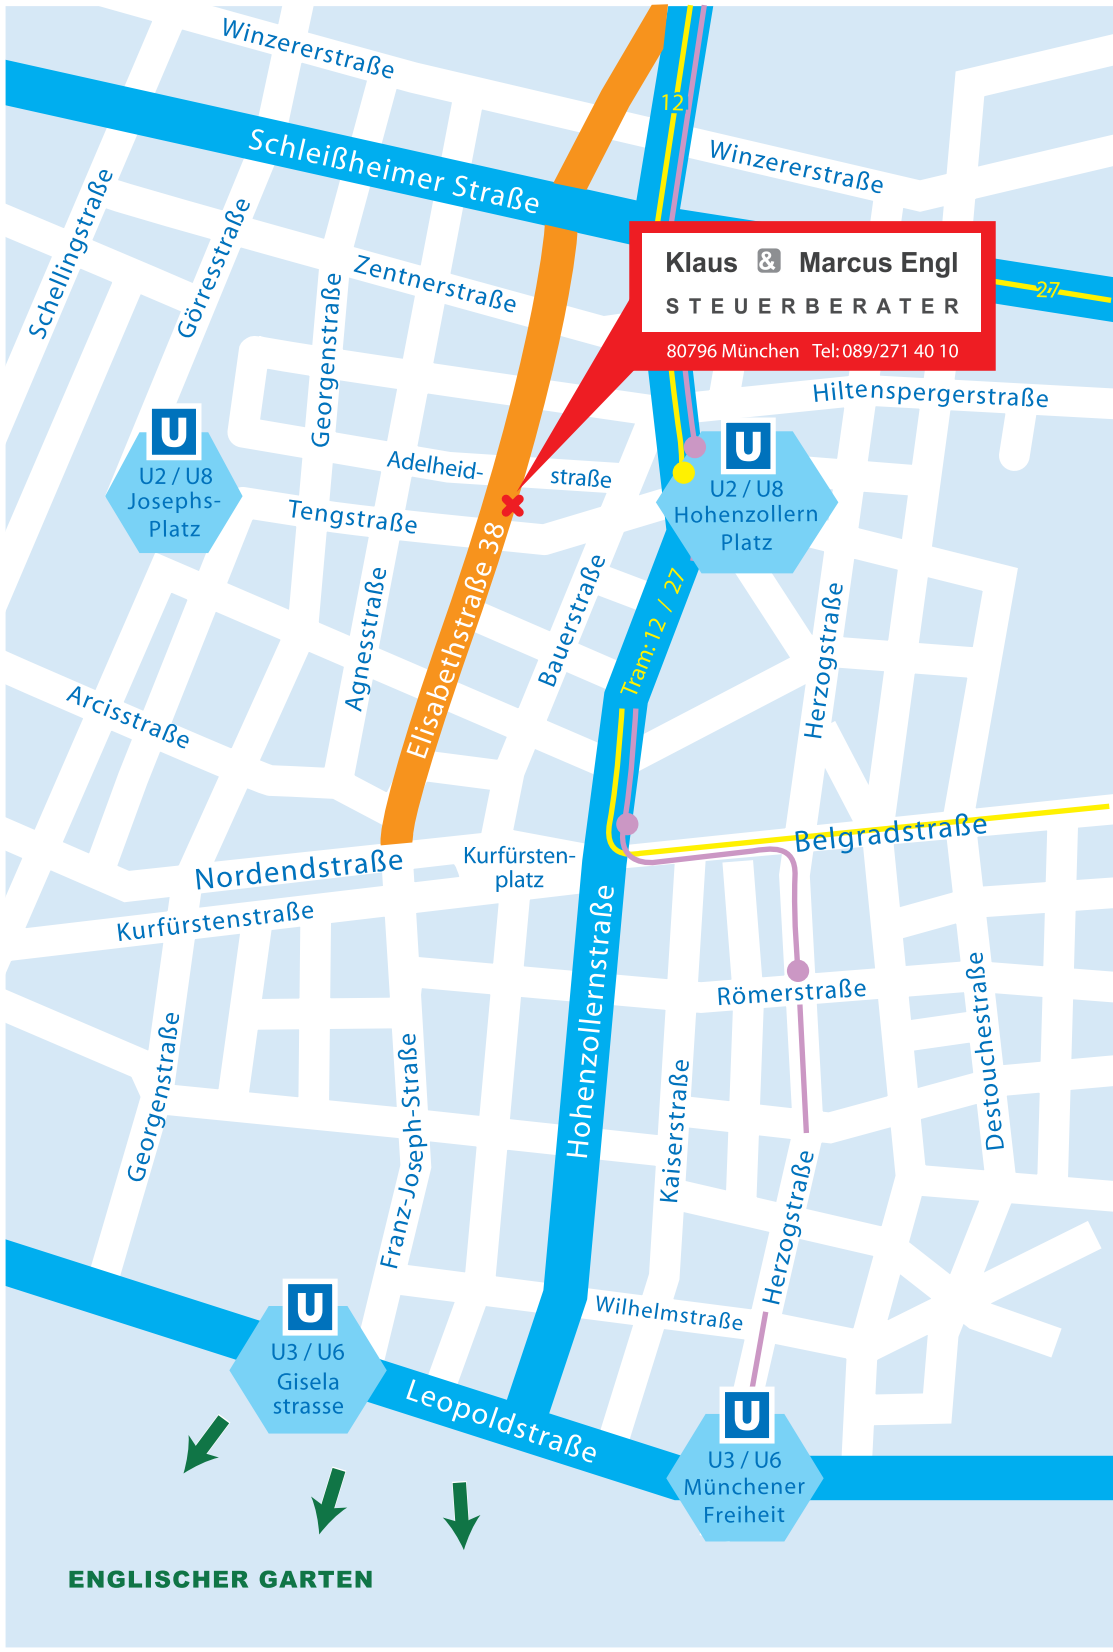 Winzererstraße
12
Schleißheimer Straße
Winzererstraße
Schellingstraße
Görresstraße
Zentnerstraße
Georgenstraße
Klaus & Marcus Engl
STEUERBERATER
80796 München Tel: 089/271 40 10
27
Hiltenspergerstraße
U
U2 / U8
Josephs-
Platz
Adelheid-
straße
Tengstraße
U
U2 / U8
Hohenzollern
Platz
Elisabethstraße 38
Agnesstraße
Bauerstraße
Tram: 12 / 27
Herzogstraße
Arcisstraße
Nordendstraße
Kurfürsten-
platz
Belgradstraße
Kurfürstenstraße
Hohenzollernstraße
Römerstraße
Destouchestraße
Georgenstraße
Franz-Joseph-Straße
Kaiserstraße
Herzogstraße
Wilhelmstraße
U
U3 / U6
Gisela
strasse
Leopoldstraße
U
U3 / U6
Münchener
Freiheit
ENGLISCHER GARTEN